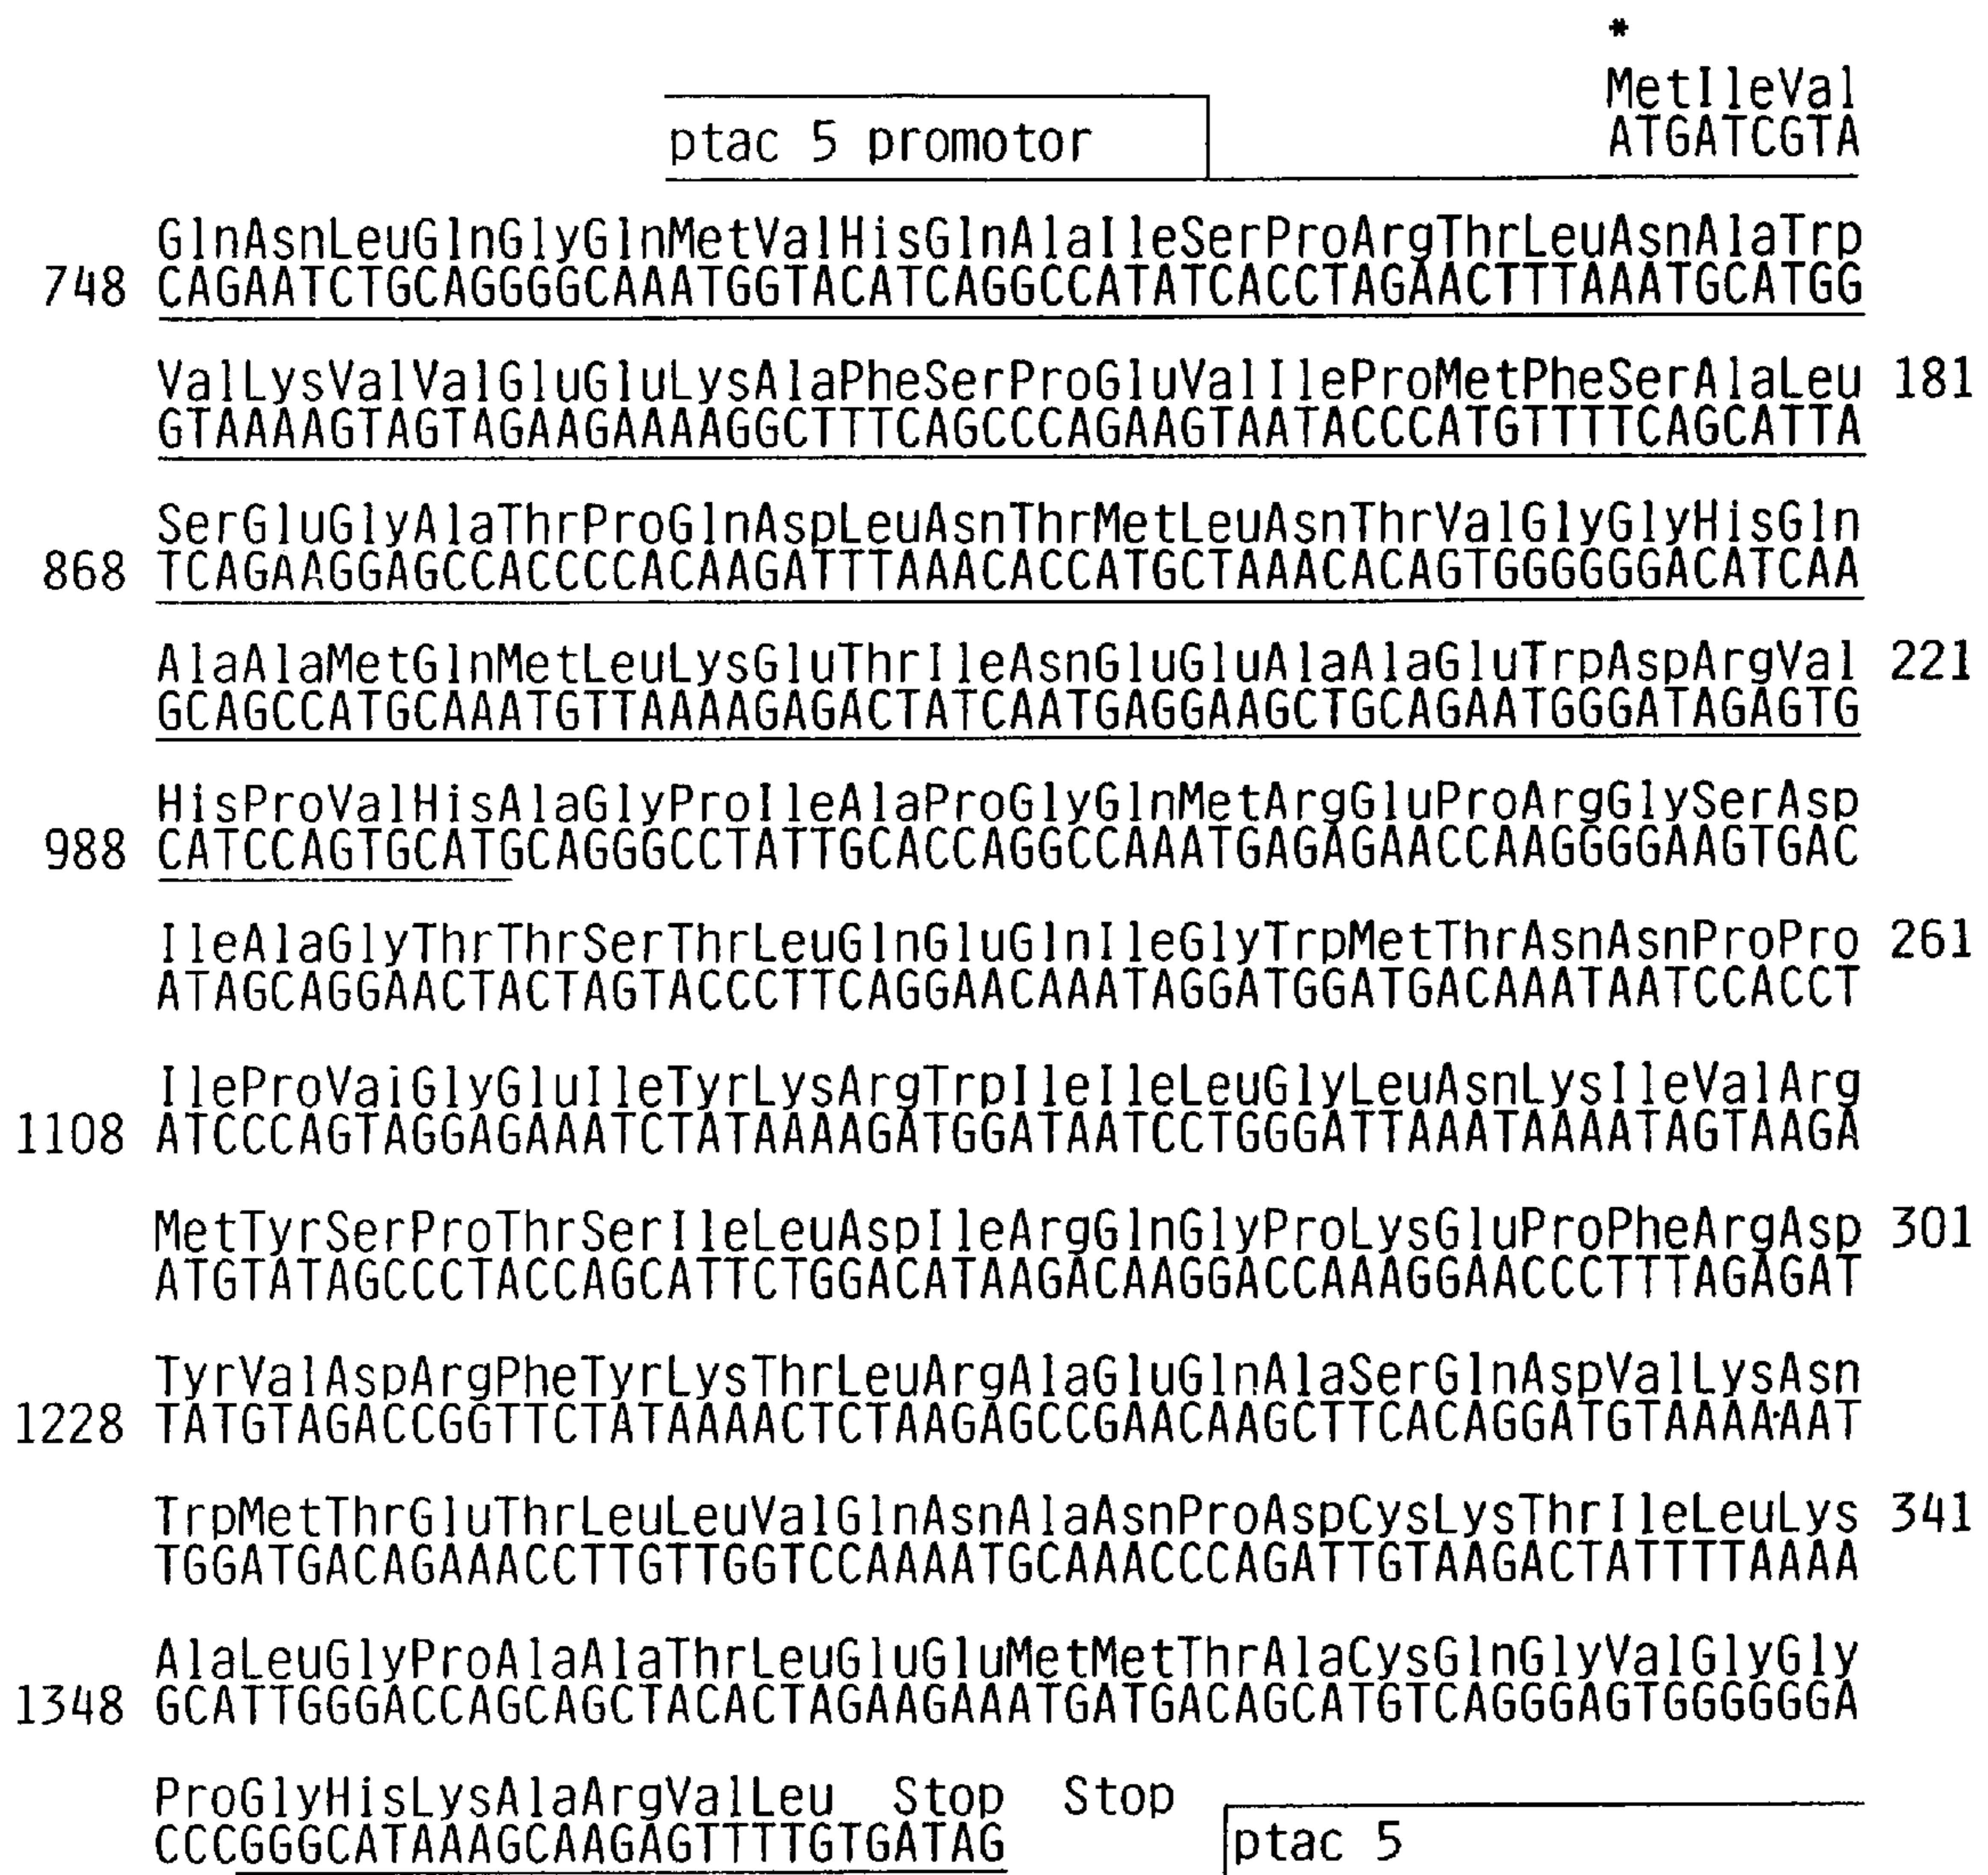 *
MetIleVal
ptac 5 promotor
ATGATCGTA
GlnAsnLeuGlnGlyGlnMetValHisGlnAlaIleSerProArgThrLeuAsnAlaTrp
748 CAGAATCTGCAGGGGCAAATGGTACATCAGGCCATATCACCTAGAACTTTAAATGCATGG
ValLysValValGluGluLysAlaPheSerProGluValIleProMetPheSerAlaLeu 181
GTAAAAGTAGTAGAAGAAAAGGCTTTCAGCCCAGAAGTAATACCCATGTTTTCAGCATTA
SerGluGlyAlaThrProGlnAspLeuAsnThrMetLeuAsnThrValGlyGlyHisGln
868 TCAGAAGGAGCCACCCCACAAGATTTAAACACCATGCTAAACACAGTGGGGGGACATCAA
AlaAlaMetGlnMetLeuLysGluThrIleAsnGluGluAlaAlaGluTrpAspArgVal 221
GCAGCCATGCAAATGTTAAAAGAGACTATCAATGAGGAAGCTGCAGAATGGGATAGAGTG
HisProValHisAlaGlyProIleAlaProGlyGlnMetArgGluProArgGlySerAsp
988 CATCCAGTGCATGCAGGGCCTATTGCACCAGGCCAAATGAGAGAACCAAGGGGAAGTGAC
IleAlaGlyThrThrSerThrLeuGlnGluGlnIleGlyTrpMetThrAsnAsnProPro 261
ATAGCAGGAACTACTAGTACCCTTCAGGAACAAATAGGATGGATGACAAATAATCCACCT
IleProValGlyGluIleTyrLysArgTrpIleIleLeuGlyLeuAsnLysIleValArg
1108 ATCCCAGTAGGAGAAATCTATAAAAGATGGATAATCCTGGGATTAAATAAAATAGTAAGA
MetTyrSerProThrSerIleLeuAspIleArgGlnGlyProLysGluProPheArgAsp 301
ATGTATAGCCCTACCAGCATTCTGGACATAAGACAAGGACCAAAGGAACCCTTTAGAGAT
TyrValAspArgPheTyrLysThrLeuArgAlaGluGlnAlaSerGlnAspValLysAsn
1228 TATGTAGACCGGTTCTATAAAACTCTAAGAGCCGAACAAGCTTCACAGGATGTAAAAAAT
TrpMetThrGluThrLeuLeuValGlnAsnAlaAsnProAspCysLysThrIleLeuLys 341
TGGATGACAGAAACCTTGTTGGTCCAAAATGCAAACCCAGATTGTAAGACTATTTTAAAA
AlaLeuGlyProAlaAlaThrLeuGluGluMetMetThrAlaCysGlnGlyValGlyGly
1348 GCATTGGGACCAGCAGCTACACTAGAAGAAATGATGACAGCATGTCAGGGAGTGGGGGGA
ProGlyHisLysAlaArgValLeu Stop Stop
CCCGGGCATAAAGCAAGAGTTTTGTGATAG ptac 5